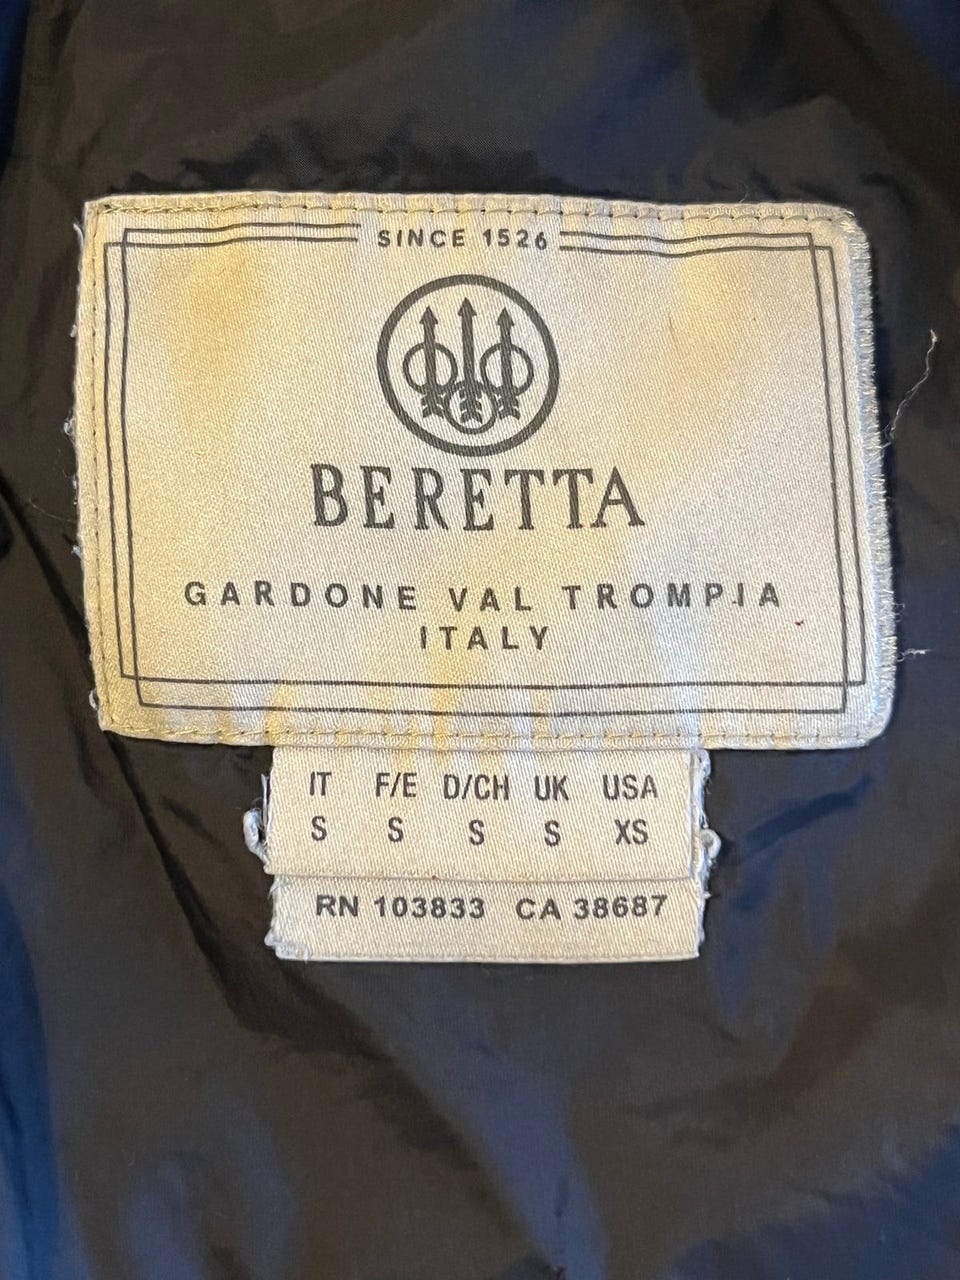 SINCE 1526
BERETTA
GARDONE VAL TROMPIA
ITALY
IT F/E D/CH UK USA
S S S S XS
RN 103833 CA 38687